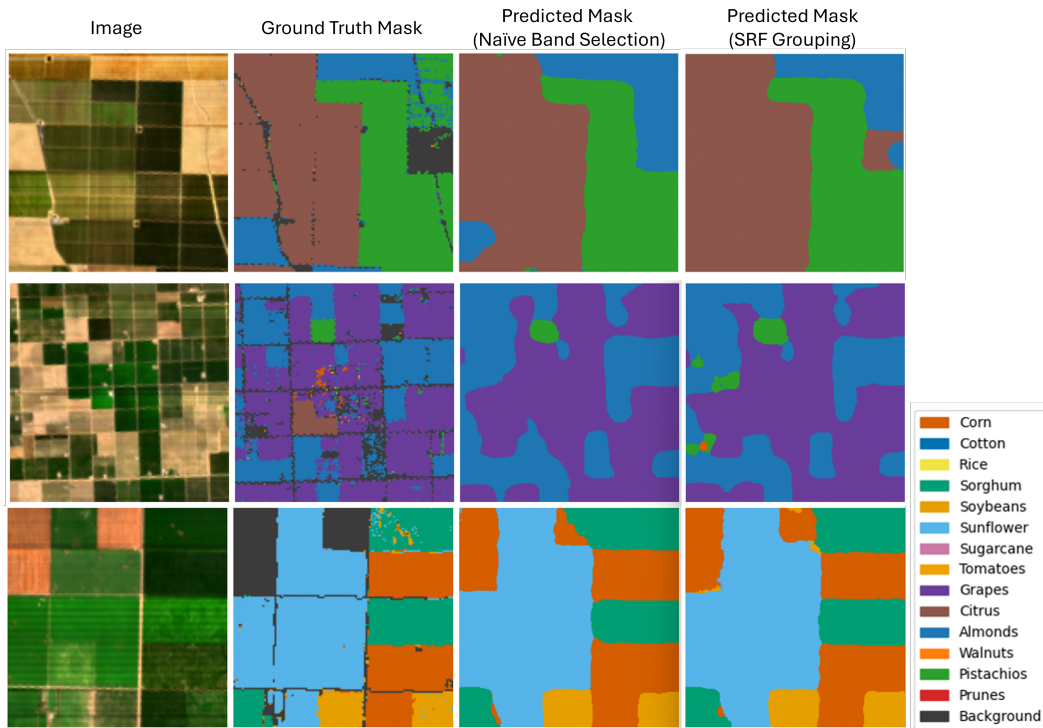 Image
Ground Truth Mask
Predicted Mask
(Naïve Band Selection)
Predicted Mask
(SRF Grouping)
Corn
Cotton
Rice
Sorghum
Soybeans
Sunflower
Sugarcane
Tomatoes
Grapes
Citrus
Almonds
Walnuts
Pistachios
Prunes
Background